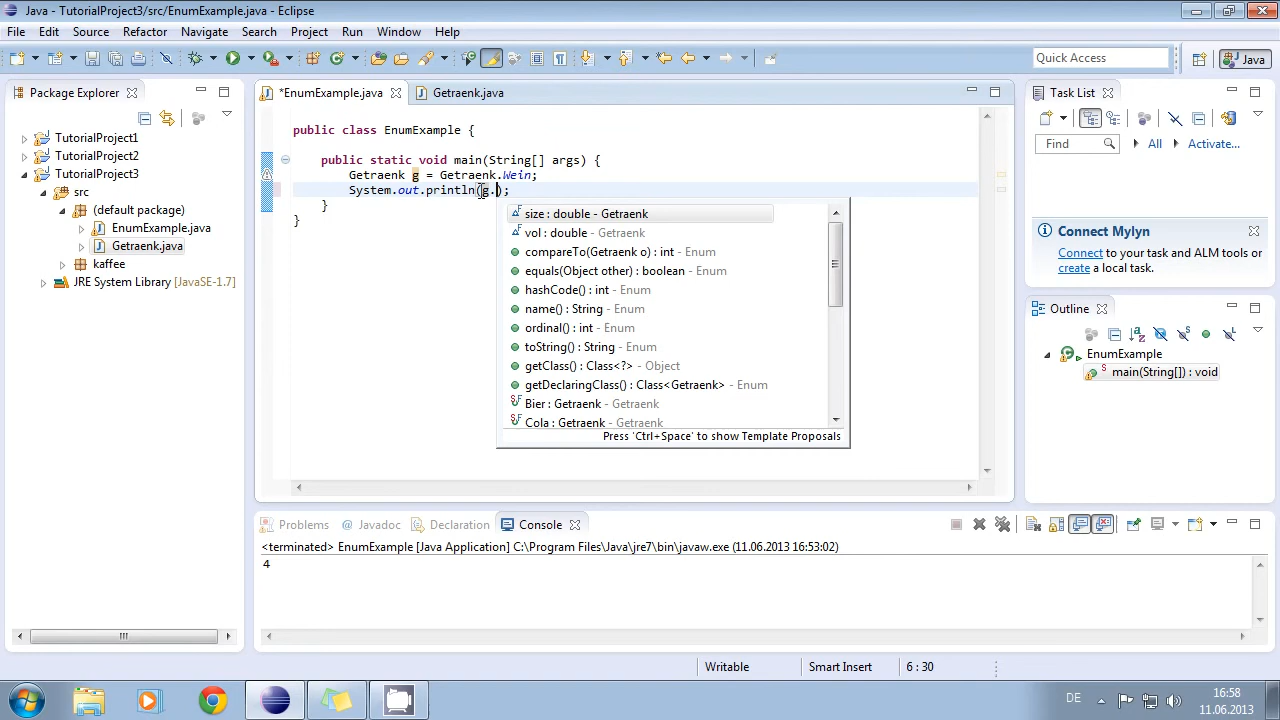 Java - TutorialProject3/src/EnumExample.java - Eclipse
File Edit Source Refactor Navigate Search Project Run Window Help
Quick Access
Java
Package Explorer
TutorialProject1
TutorialProject2
TutorialProject3
src
(default package)
EnumExample.java
Getraenk.java
kaffee
JRE System Library [JavaSE-1.7]
*EnumExample.java
Getraenk.java
public class EnumExample {
public static void main(String[] args) {
Getraenk g = Getraenk.Wein;
System.out.println(g.);
}
}
size : double - Getraenk
vol : double - Getraenk
compareTo(Getraenk o) : int - Enum
equals(Object other) : boolean - Enum
hashCode() : int - Enum
name() : String - Enum
ordinal() : int - Enum
toString() : String - Enum
getClass() : Class<?> - Object
getDeclaringClass() : Class<Getraenk> - Enum
Bier : Getraenk - Getraenk
Cola : Getraenk - Getraenk
Press 'Ctrl+Space' to show Template Proposals
Task List
Find
All
Activate...
Connect Mylyn
Connect to your task and ALM tools or
create a local task.
Outline
EnumExample
main(String[]) : void
Problems
Javadoc
Declaration
Console
<terminated> EnumExample [Java Application] C:\Program Files\Java\jre7\bin\javaw.exe (11.06.2013 16:53:02)
4
Writable
Smart Insert
6 : 30
DE
16:58
11.06.2013